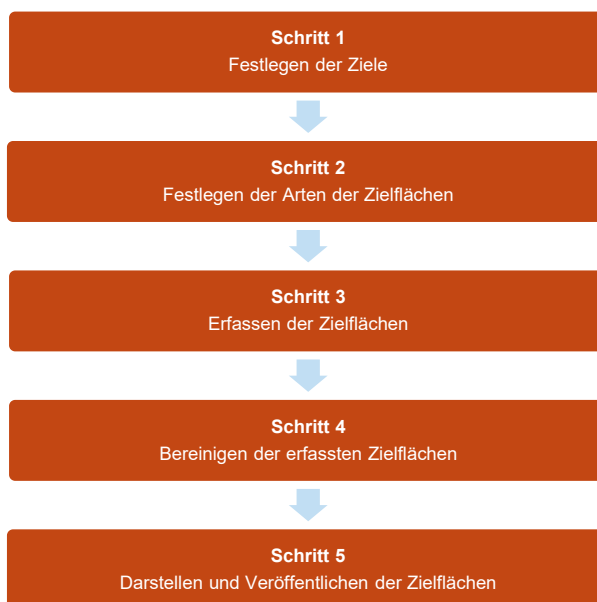 Schritt 1
Festlegen der Ziele
Schritt 2
Festlegen der Arten der Zielflächen
Schritt 3
Erfassen der Zielflächen
Schritt 4
Bereinigen der erfassten Zielflächen
Schritt 5
Darstellen und Veröffentlichen der Zielflächen